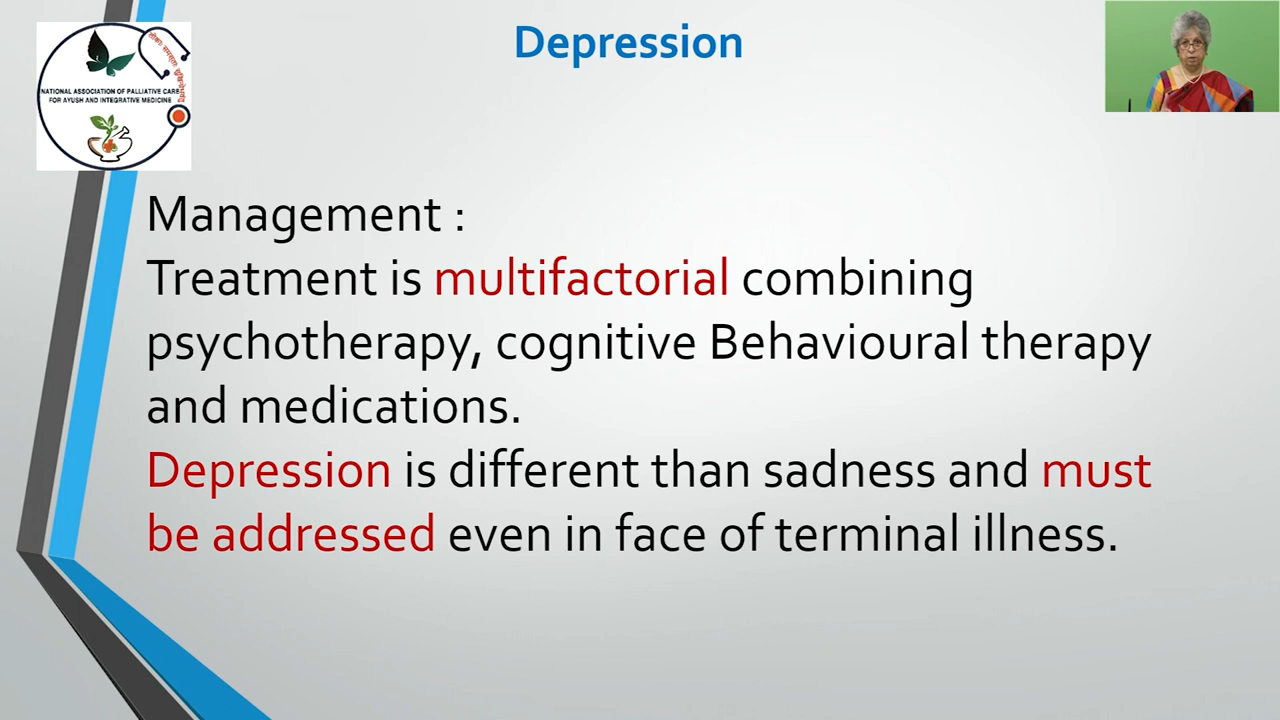 Depression
NATIONAL ASSOCIATION OF PALLIATIVE CARE
FOR AYUSH AND INTEGRATIVE MEDICINE
Management :
Treatment is multifactorial combining
psychotherapy, cognitive Behavioural therapy
and medications.
Depression is different than sadness and must
be addressed even in face of terminal illness.